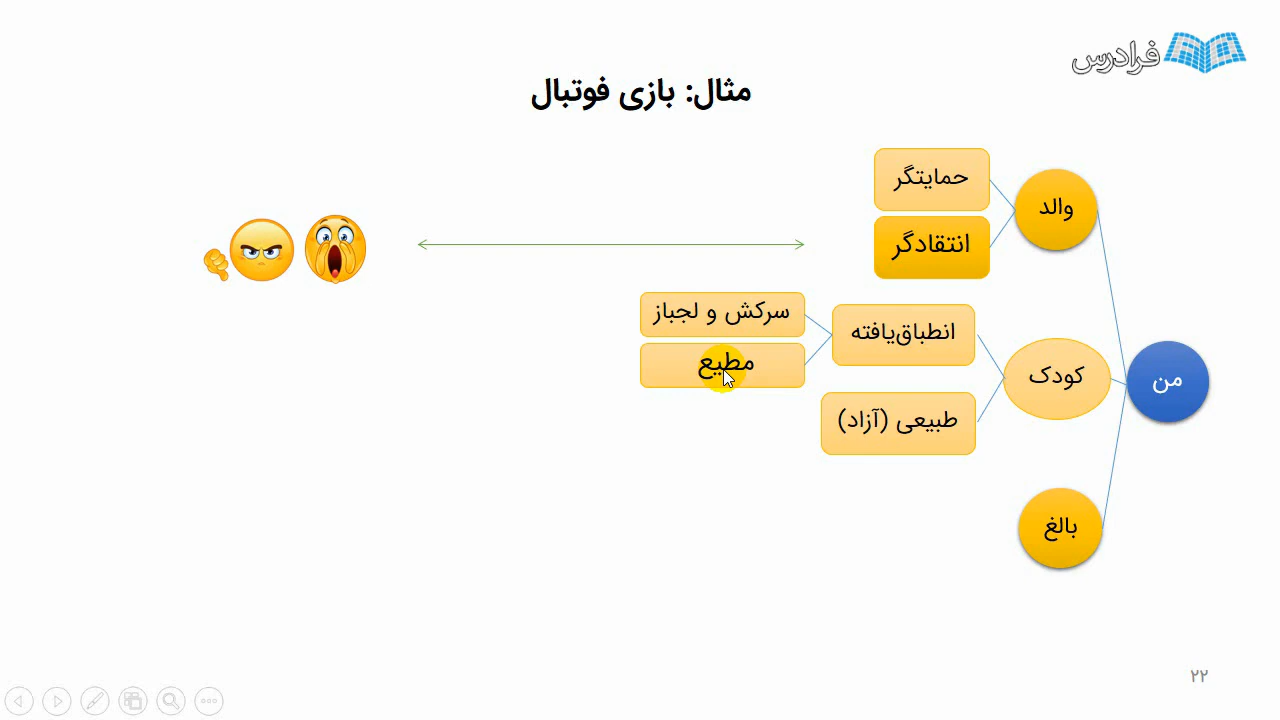 فرادرس
مثال: بازی فوتبال
حمایتگر
والد
انتقادگر
سرکش و لجباز
انطباق‌یافته
مطیع
کودک
من
طبیعی (آزاد)
بالغ
۲۲